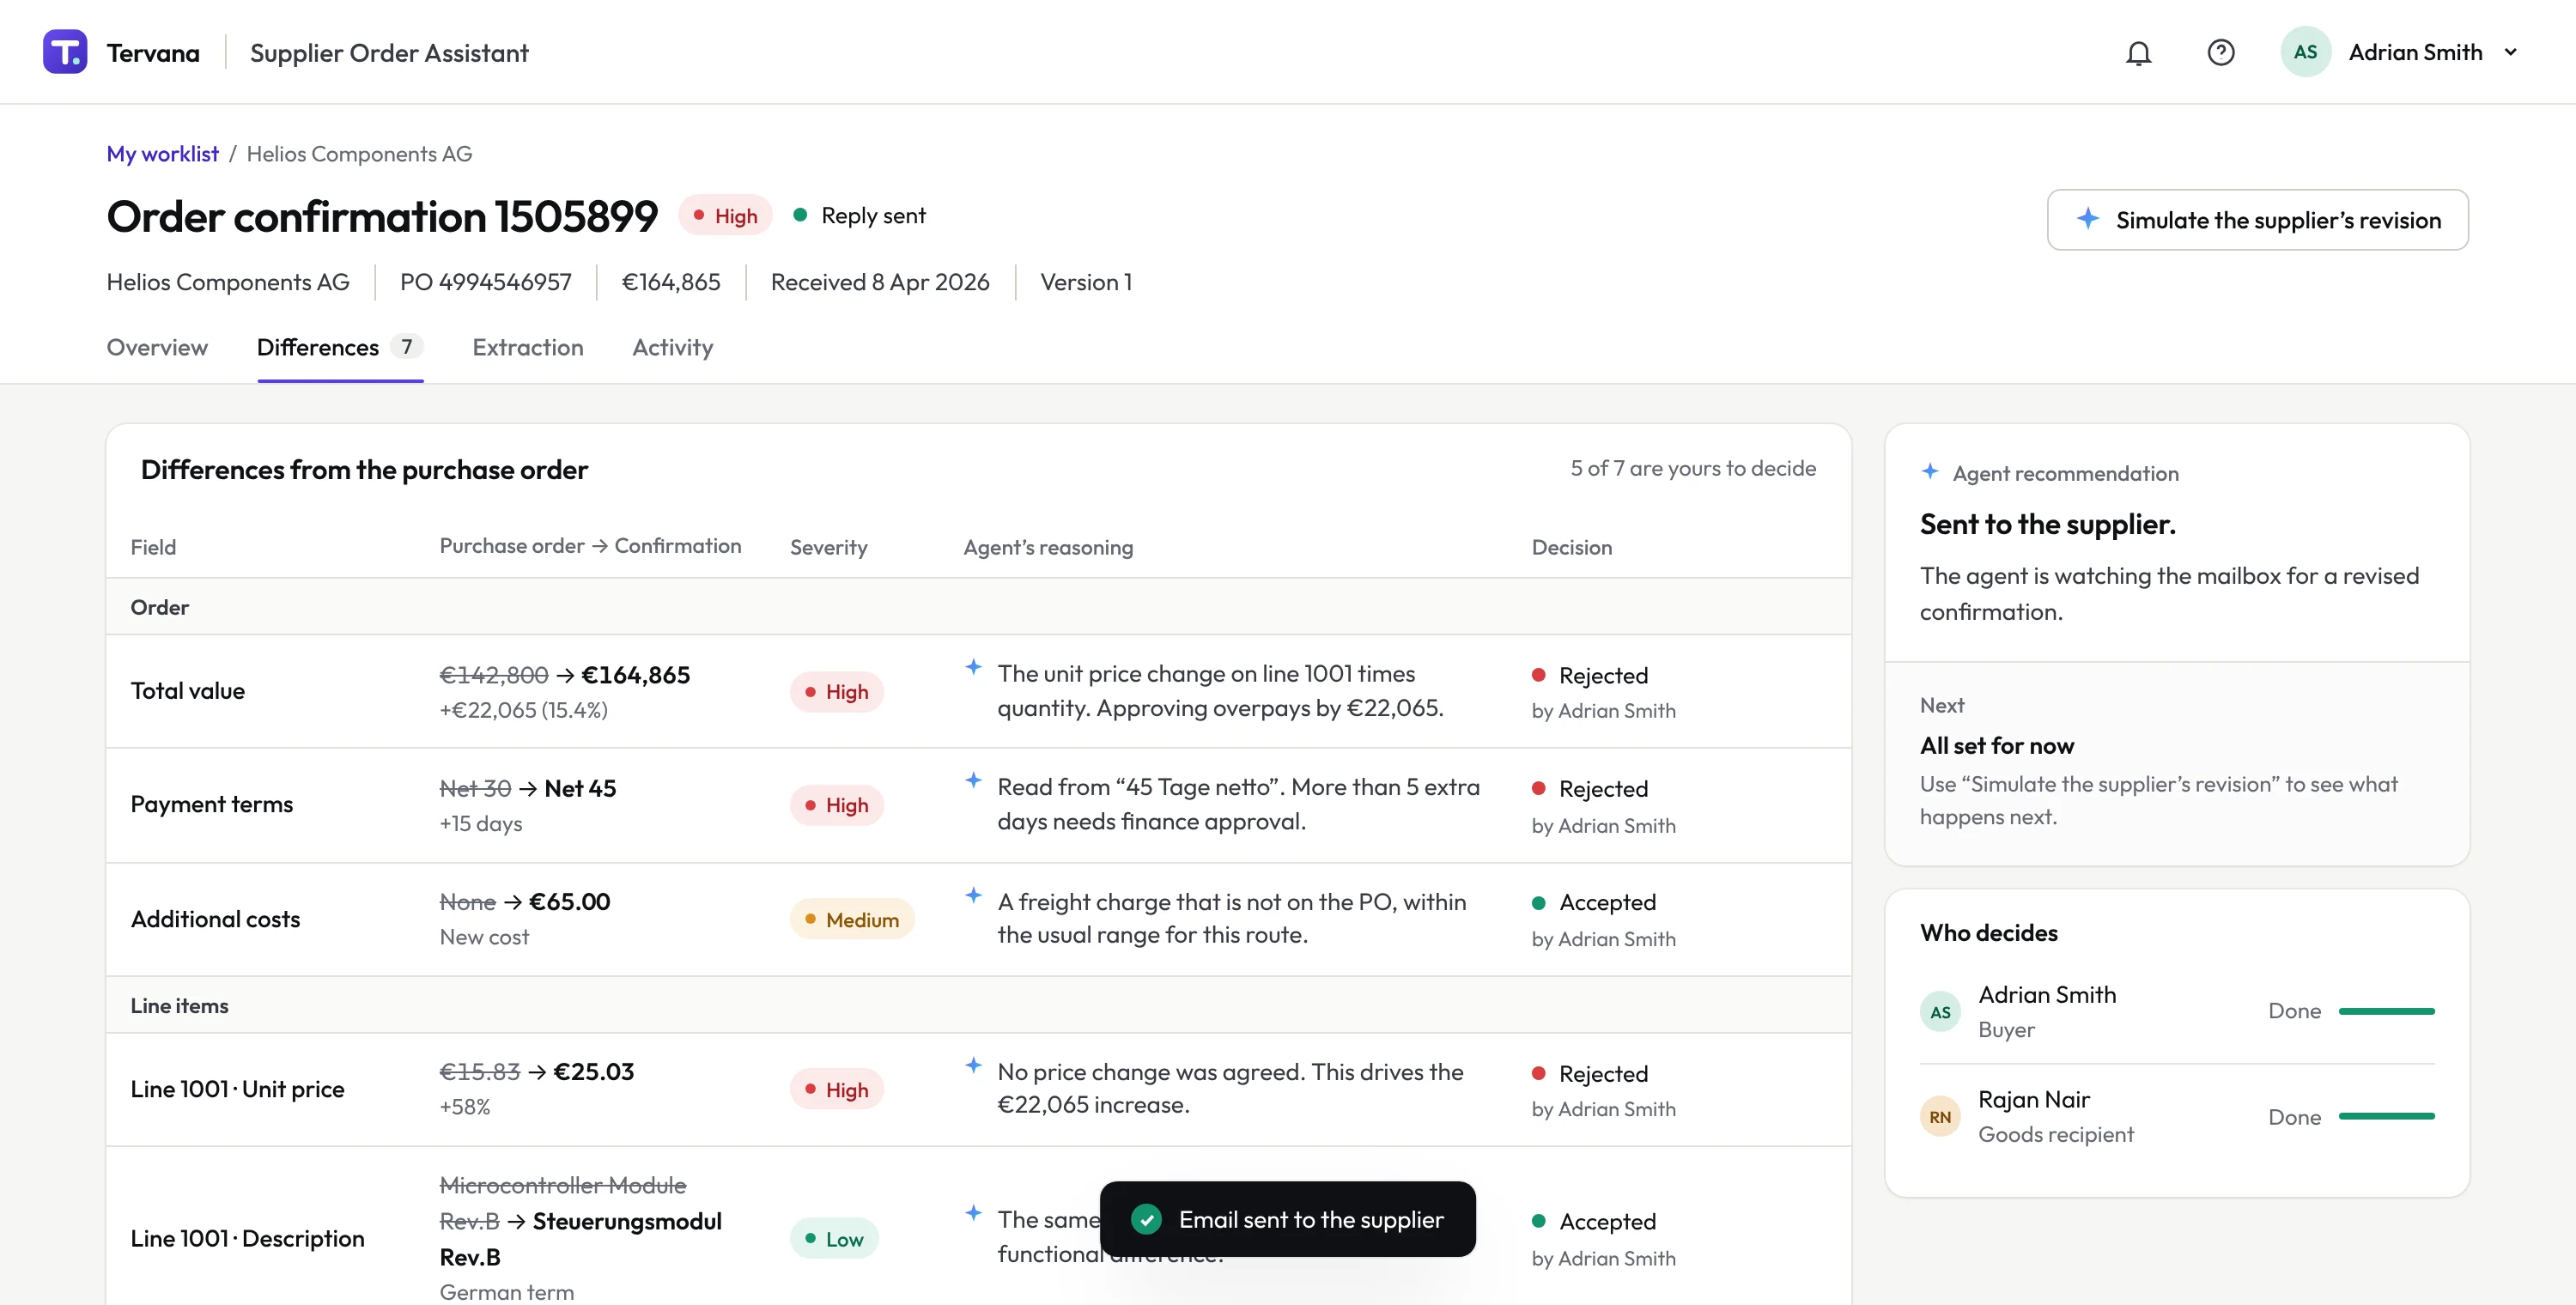 T.
Tervana
Supplier Order Assistant
AS
Adrian Smith
My worklist / Helios Components AG
Order confirmation 1505899
High
Reply sent
Simulate the supplier’s revision
Helios Components AG
PO 4994546957
€164,865
Received 8 Apr 2026
Version 1
Overview
Differences 7
Extraction
Activity
Differences from the purchase order
5 of 7 are yours to decide
Field
Purchase order → Confirmation
Severity
Agent’s reasoning
Decision
Order
Total value
€142,800 → €164,865
+€22,065 (15.4%)
High
The unit price change on line 1001 times
quantity. Approving overpays by €22,065.
Rejected
by Adrian Smith
Payment terms
Net 30 → Net 45
+15 days
High
Read from “45 Tage netto”. More than 5 extra
days needs finance approval.
Rejected
by Adrian Smith
Additional costs
None → €65.00
New cost
Medium
A freight charge that is not on the PO, within
the usual range for this route.
Accepted
by Adrian Smith
Line items
Line 1001 · Unit price
€15.83 → €25.03
+58%
High
No price change was agreed. This drives the
€22,065 increase.
Rejected
by Adrian Smith
Line 1001 · Description
Microcontroller Module
Rev.B → Steuerungsmodul
Rev.B
German term
Low
The same
functional difference.
Accepted
by Adrian Smith
Email sent to the supplier
Agent recommendation
Sent to the supplier.
The agent is watching the mailbox for a revised
confirmation.
Next
All set for now
Use “Simulate the supplier’s revision” to see what
happens next.
Who decides
AS
Adrian Smith
Buyer
Done
RN
Rajan Nair
Goods recipient
Done